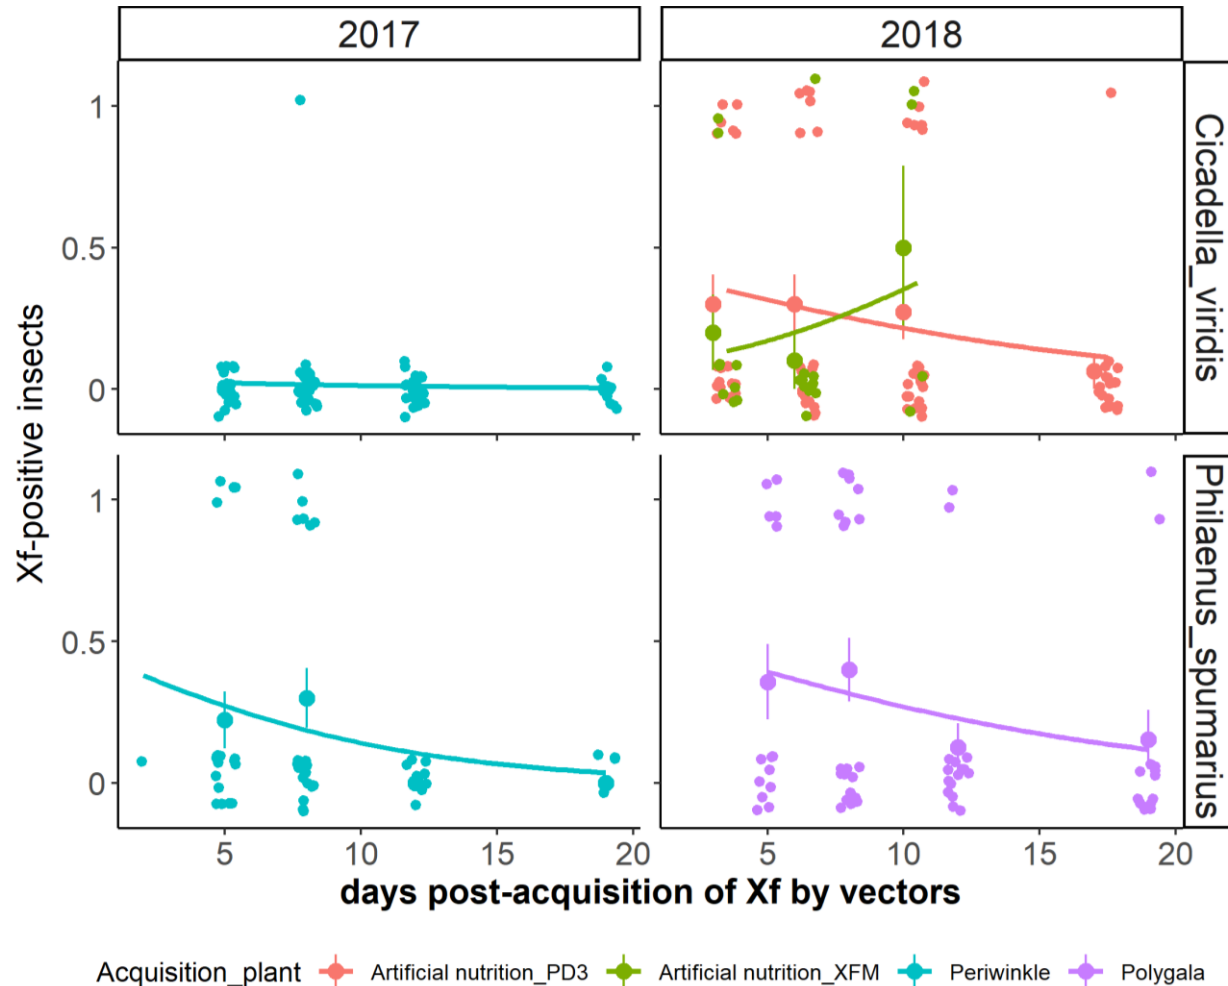 2017 2018
1
0.5
0
Cicadella_viridis
1
0.5
0
Philaenus_spumarius
Xf-positive insects
5 10 15 20 5 10 15 20
days post-acquisition of Xf by vectors
Acquisition_plant Artificial nutrition_PD3 Artificial nutrition_XFM Periwinkle Polygala